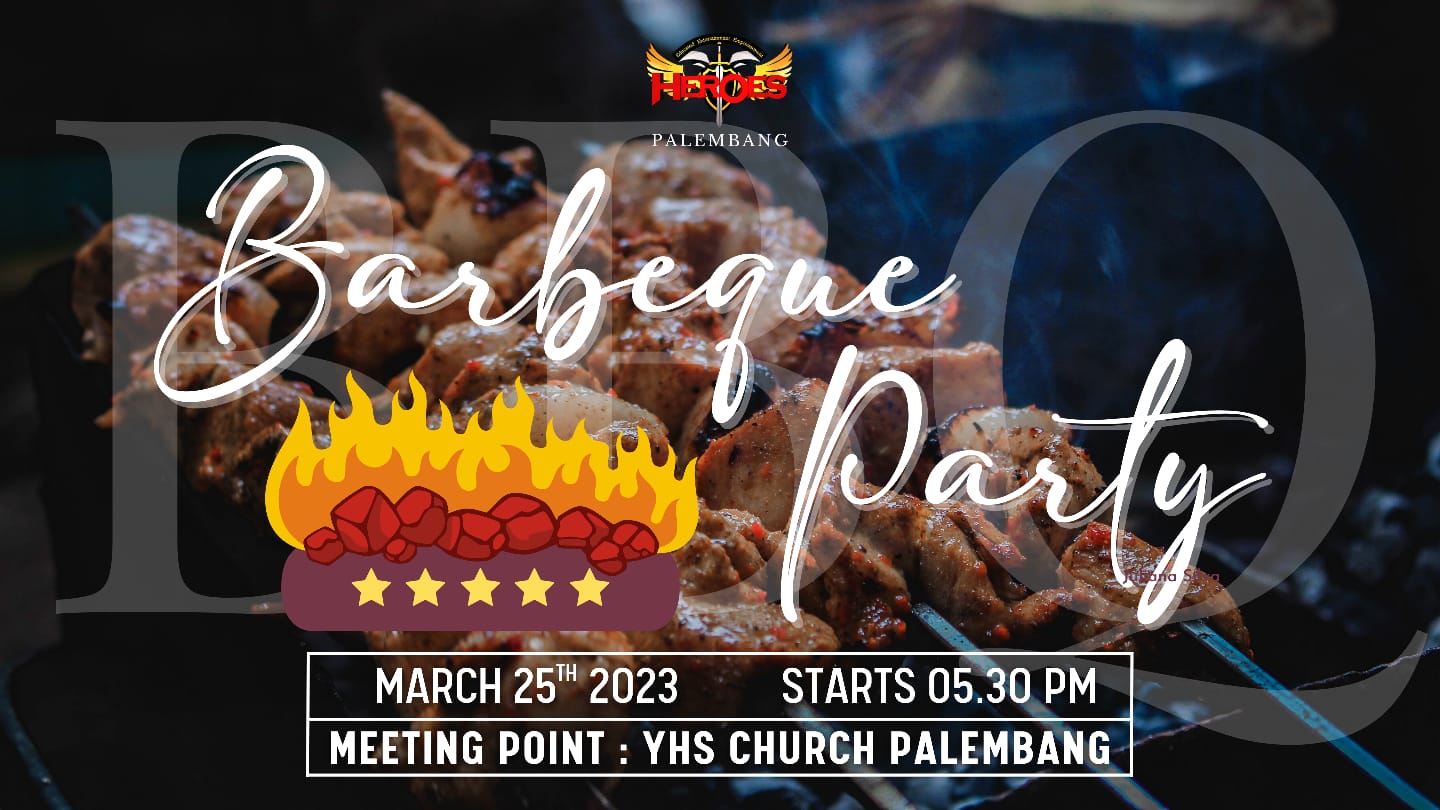 HEROES
PALEMBANG
BBQ
Barbeque
Party
MARCH 25TH 2023 STARTS 05.30 PM
MEETING POINT : YHS CHURCH PALEMBANG